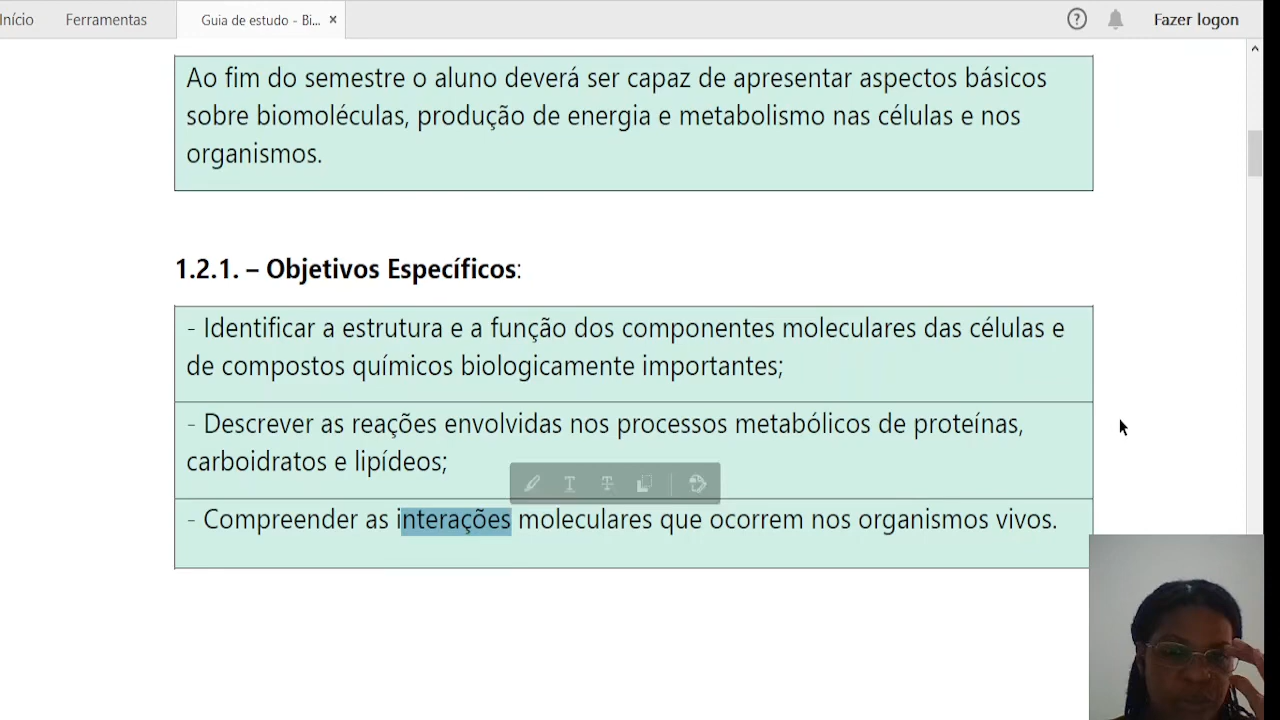 Início Ferramentas Guia de estudo - Bi... × ? Fazer logon
Ao fim do semestre o aluno deverá ser capaz de apresentar aspectos básicos
sobre biomoléculas, produção de energia e metabolismo nas células e nos
organismos.
1.2.1. – Objetivos Específicos:
- Identificar a estrutura e a função dos componentes moleculares das células e
de compostos químicos biologicamente importantes;
- Descrever as reações envolvidas nos processos metabólicos de proteínas,
carboidratos e lipídeos;
- Compreender as interações moleculares que ocorrem nos organismos vivos.